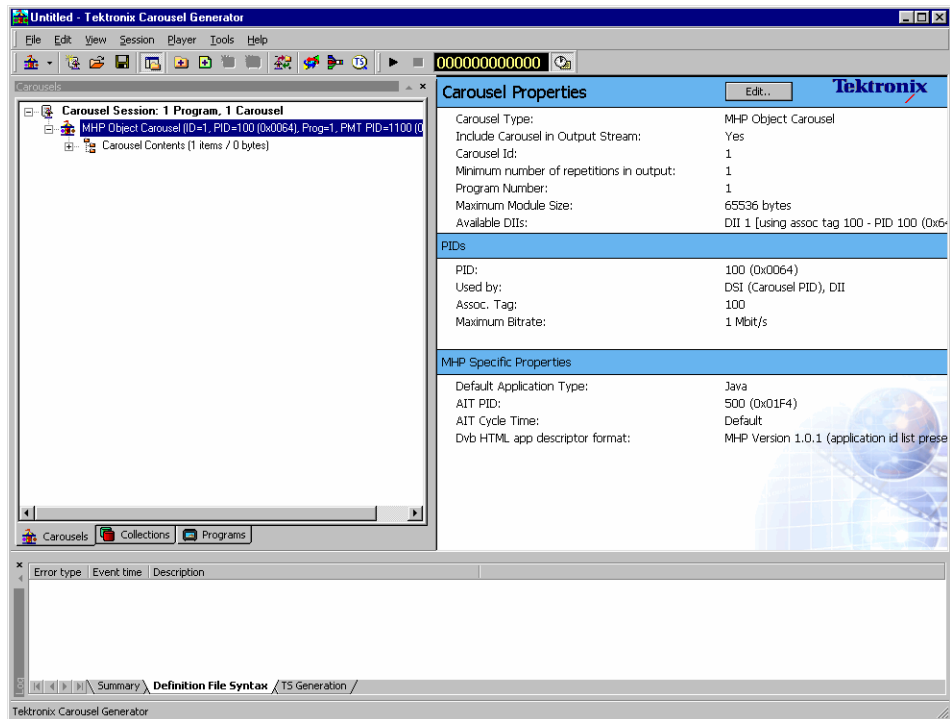 Untitled - Tektronix Carousel Generator
File Edit View Session Player Tools Help
000000000000
Carousels
Carousel Session: 1 Program, 1 Carousel
MHP Object Carousel (ID=1, PID=100 (0x0064), Prog=1, PMT PID=1100 (0
Carousel Contents (1 items / 0 bytes)
Carousels Collections Programs
Carousel Properties Edit.. Tektronix
Carousel Type: MHP Object Carousel
Include Carousel in Output Stream: Yes
Carousel Id: 1
Minimum number of repetitions in output: 1
Program Number: 1
Maximum Module Size: 65536 bytes
Available DIIs: DII 1 [using assoc tag 100 - PID 100 (0x6
PIDs
PID: 100 (0x0064)
Used by: DSI (Carousel PID), DII
Assoc. Tag: 100
Maximum Bitrate: 1 Mbit/s
MHP Specific Properties
Default Application Type: Java
AIT PID: 500 (0x01F4)
AIT Cycle Time: Default
Dvb HTML app descriptor format: MHP Version 1.0.1 (application id list prese
Error type Event time Description
Log
Summary Definition File Syntax TS Generation
Tektronix Carousel Generator